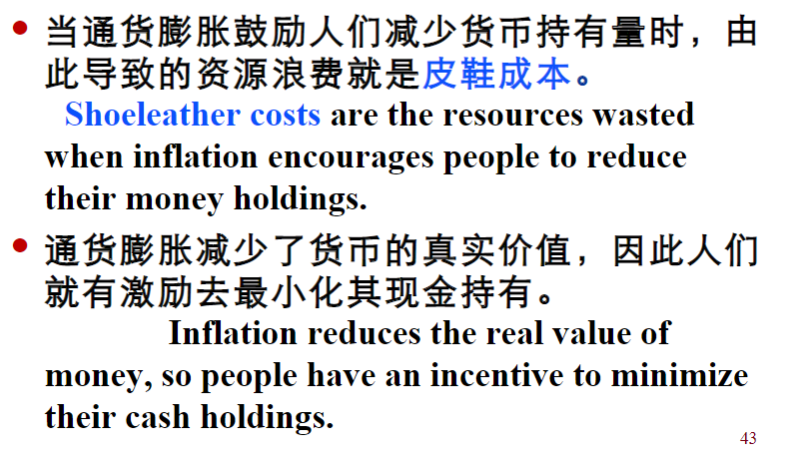 • 当通货膨胀鼓励人们减少货币持有量时，由
此导致的资源浪费就是皮鞋成本。
Shoeleather costs are the resources wasted
when inflation encourages people to reduce
their money holdings.
• 通货膨胀减少了货币的真实价值，因此人们
就有激励去最小化其现金持有。
Inflation reduces the real value of
money, so people have an incentive to minimize
their cash holdings.
43